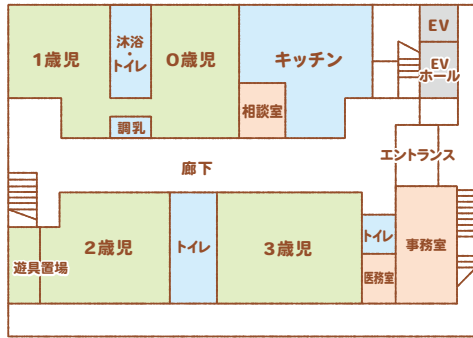 1歳児
沐浴
・
トイレ
0歳児
キッチン
EV
EV
ホール
相談室
調乳
エントランス
廊下
2歳児
トイレ
3歳児
トイレ
事務室
遊具置場
医務室